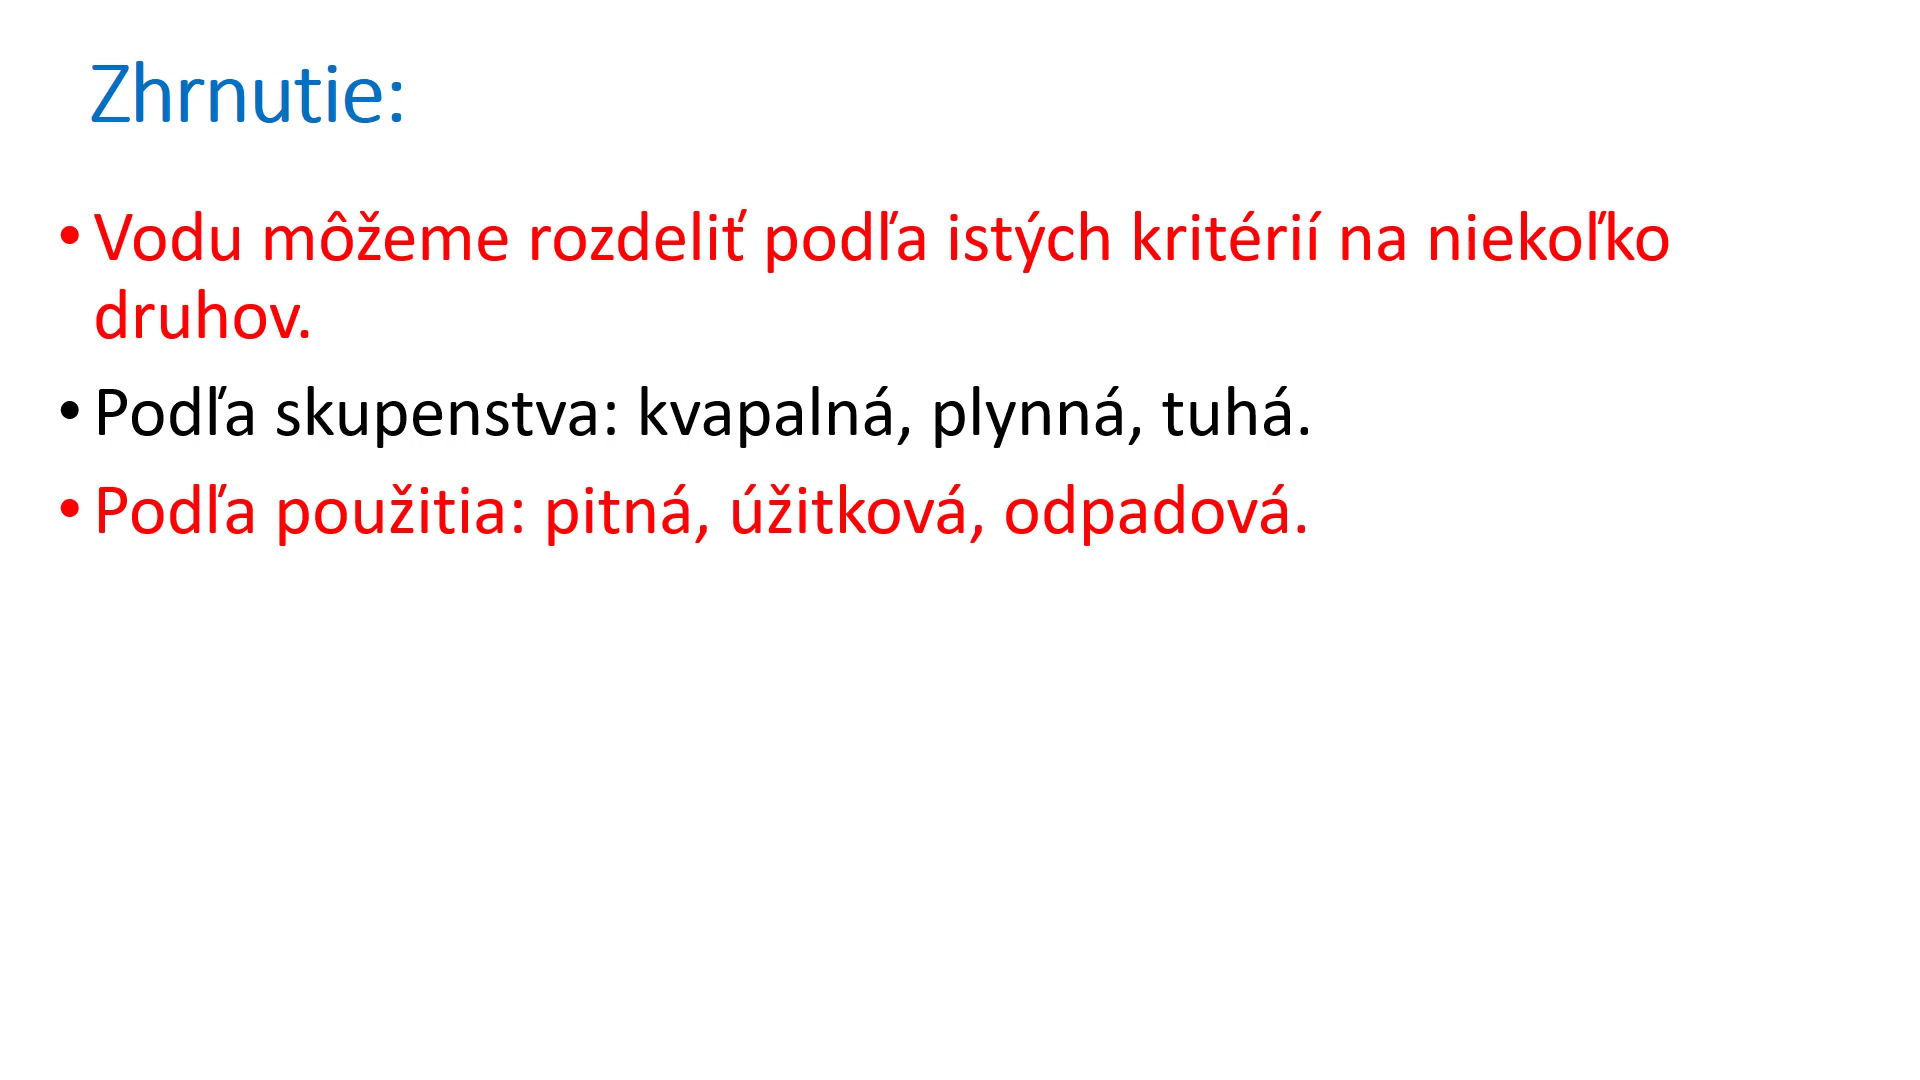 Zhrnutie:
• Vodu môžeme rozdeliť podľa istých kritérií na niekoľko
druhov.
• Podľa skupenstva: kvapalná, plynná, tuhá.
• Podľa použitia: pitná, úžitková, odpadová.